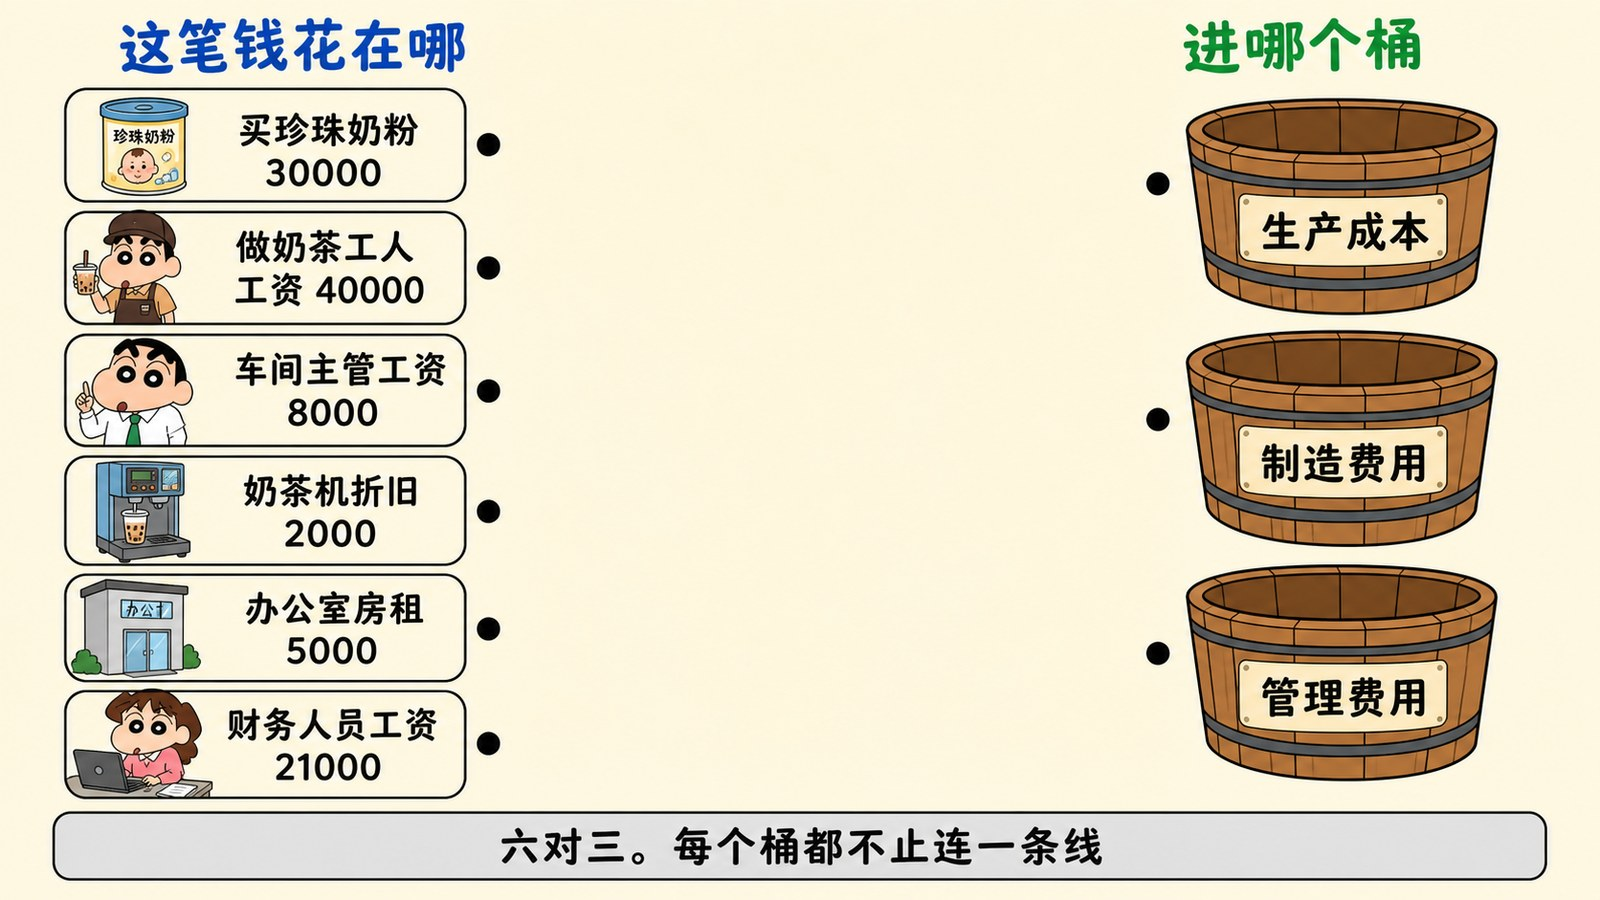 这笔钱花在哪
进哪个桶
珍珠奶粉
买珍珠奶粉
30000
做奶茶工人
工资 40000
车间主管工资
8000
奶茶机折旧
2000
办公
办公室房租
5000
财务人员工资
21000
生产成本
制造费用
管理费用
六对三。每个桶都不止连一条线